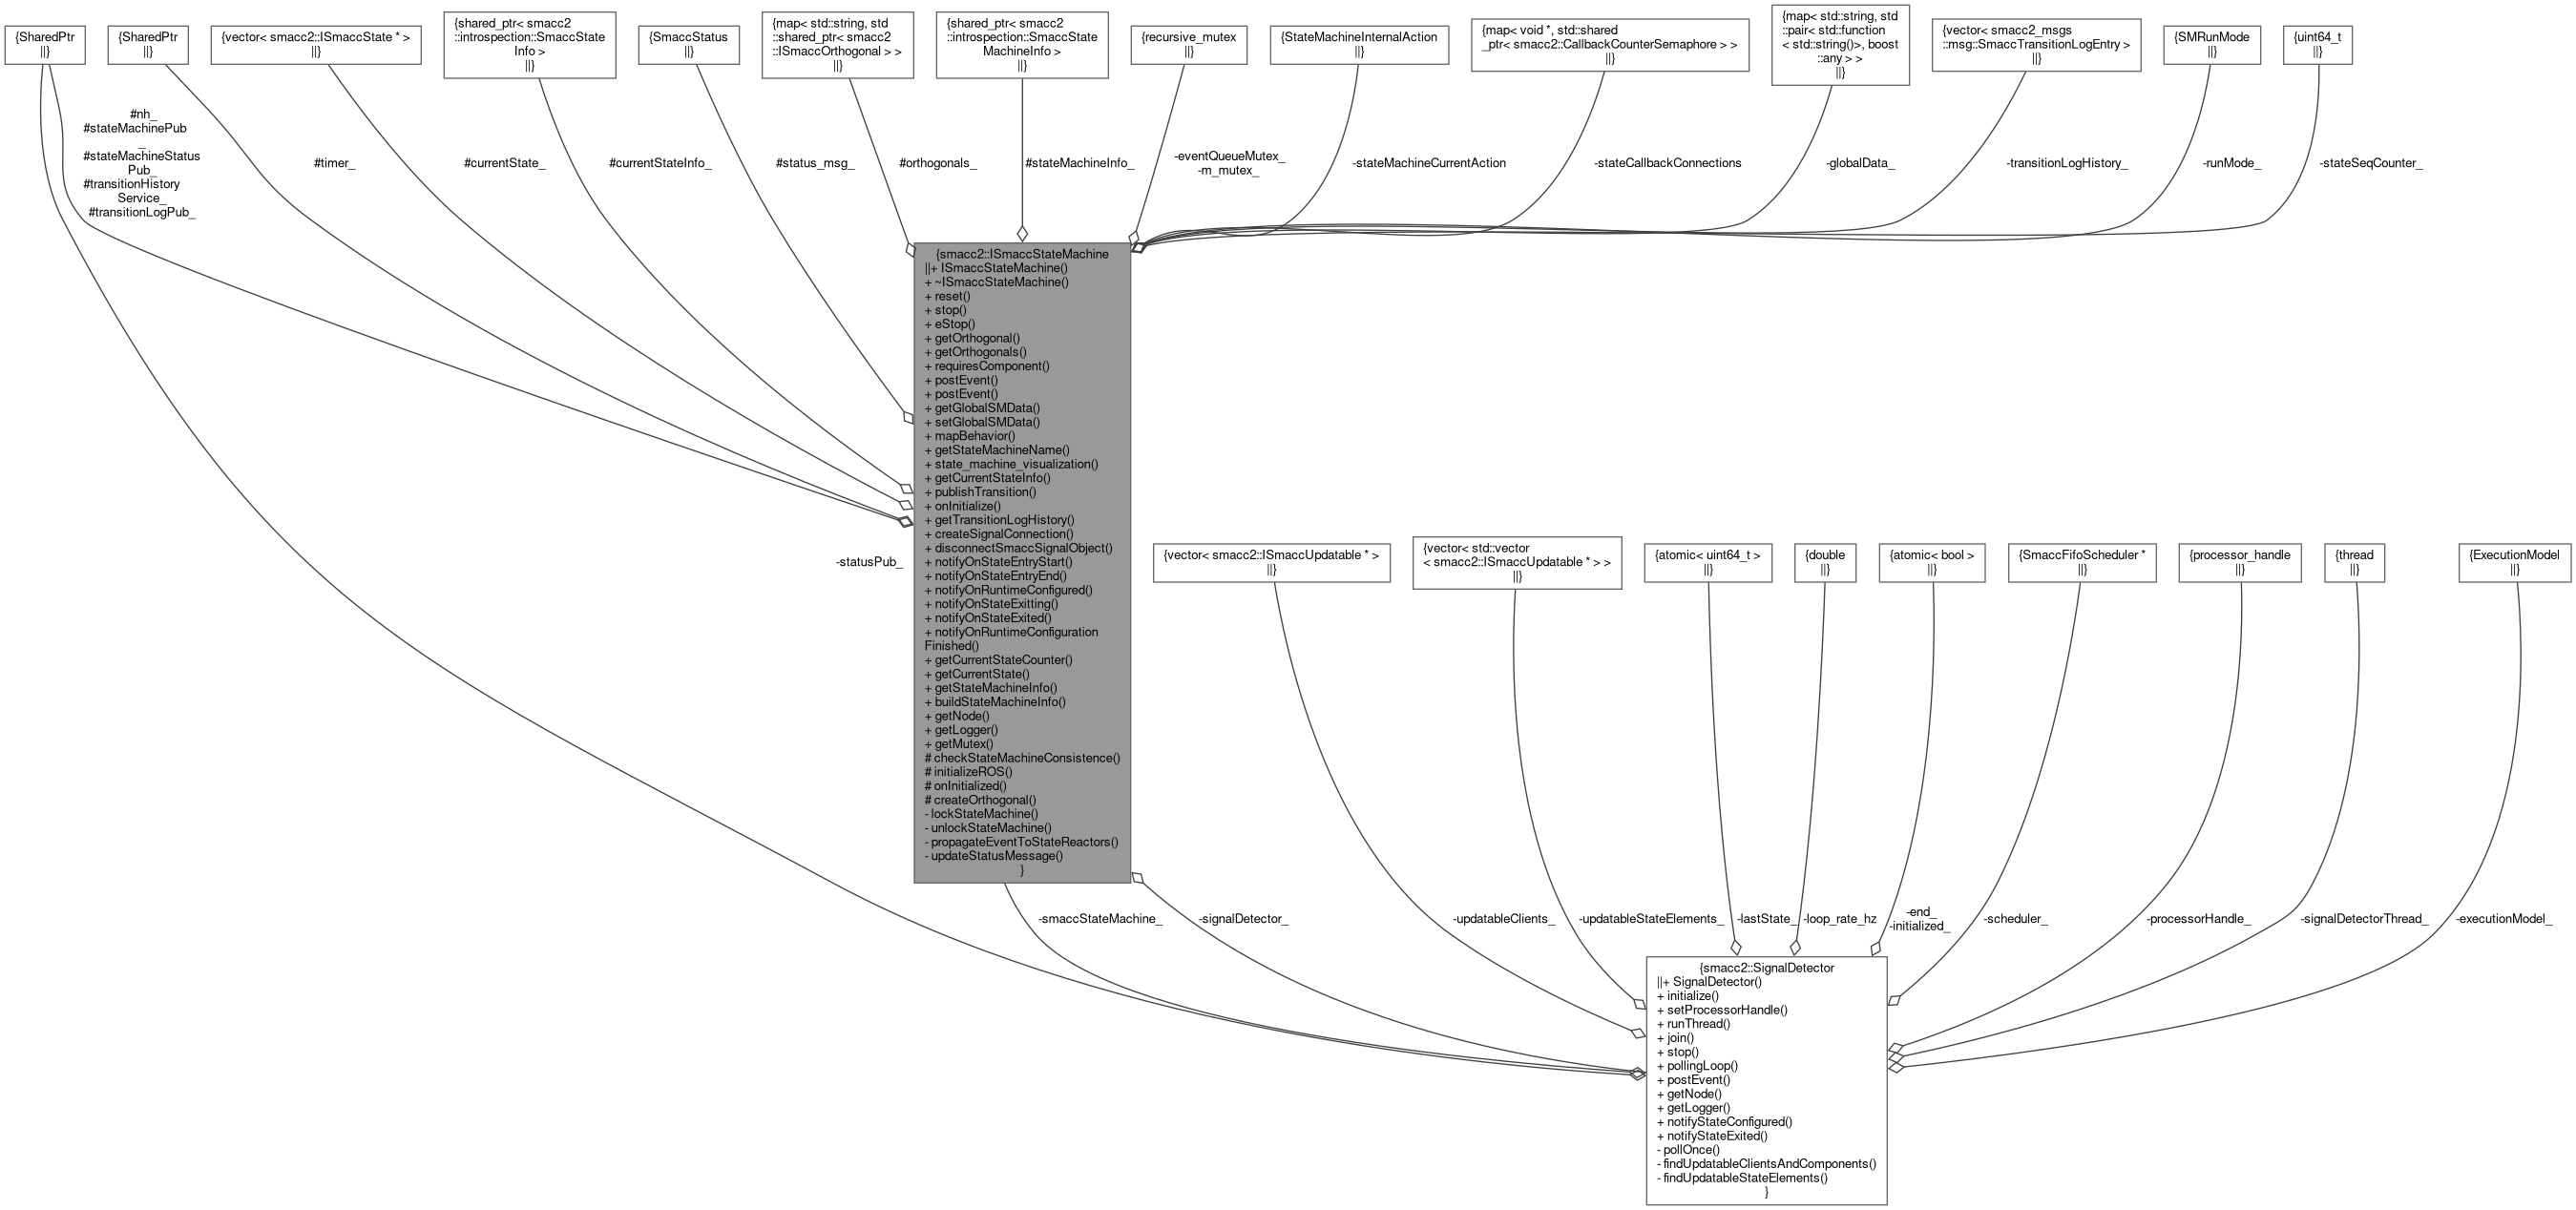 {SharedPtr
||}
{SharedPtr
||}
{vector< smacc2::ISmaccState * >
||}
{shared_ptr< smacc2
::introspection::SmaccState
Info >
||}
{SmaccStatus
||}
{map< std::string, std
::shared_ptr< smacc2
::ISmaccOrthogonal > >
||}
{shared_ptr< smacc2
::introspection::SmaccState
MachineInfo >
||}
{recursive_mutex
||}
{StateMachineInternalAction
||}
{map< void *, std::shared
_ptr< smacc2::CallbackCounterSemaphore > >
||}
{map< std::string, std
::pair< std::function
< std::string()>, boost
::any > >
||}
{vector< smacc2_msgs
::msg::SmaccTransitionLogEntry >
||}
{SMRunMode
||}
{uint64_t
||}
#nh_
#stateMachinePub
_
#stateMachineStatus
Pub_
#transitionHistory
Service_
#transitionLogPub_
#timer_
#currentState_
#currentStateInfo_
#status_msg_
#orthogonals_
#stateMachineInfo_
-eventQueueMutex_
-m_mutex_
-stateMachineCurrentAction
-stateCallbackConnections
-globalData_
-transitionLogHistory_
-runMode_
-stateSeqCounter_
{smacc2::ISmaccStateMachine
||+ ISmaccStateMachine()
+ ~ISmaccStateMachine()
+ reset()
+ stop()
+ eStop()
+ getOrthogonal()
+ getOrthogonals()
+ requiresComponent()
+ postEvent()
+ postEvent()
+ getGlobalSMData()
+ setGlobalSMData()
+ mapBehavior()
+ getStateMachineName()
+ state_machine_visualization()
+ getCurrentStateInfo()
+ publishTransition()
+ onInitialize()
+ getTransitionLogHistory()
+ createSignalConnection()
+ disconnectSmaccSignalObject()
+ notifyOnStateEntryStart()
+ notifyOnStateEntryEnd()
+ notifyOnRuntimeConfigured()
+ notifyOnStateExitting()
+ notifyOnStateExited()
+ notifyOnRuntimeConfiguration
Finished()
+ getCurrentStateCounter()
+ getCurrentState()
+ getStateMachineInfo()
+ buildStateMachineInfo()
+ getNode()
+ getLogger()
+ getMutex()
# checkStateMachineConsistence()
# initializeROS()
# onInitialized()
# createOrthogonal()
- lockStateMachine()
- unlockStateMachine()
- propagateEventToStateReactors()
- updateStatusMessage()
}
-statusPub_
{vector< smacc2::ISmaccUpdatable * >
||}
{vector< std::vector
< smacc2::ISmaccUpdatable * > >
||}
{atomic< uint64_t >
||}
{double
||}
{atomic< bool >
||}
{SmaccFifoScheduler *
||}
{processor_handle
||}
{thread
||}
{ExecutionModel
||}
-smaccStateMachine_
-signalDetector_
-updatableClients_
-updatableStateElements_
-lastState_
-loop_rate_hz
-end_
-initialized_
-scheduler_
-processorHandle_
-signalDetectorThread_
-executionModel_
{smacc2::SignalDetector
||+ SignalDetector()
+ initialize()
+ setProcessorHandle()
+ runThread()
+ join()
+ stop()
+ pollingLoop()
+ postEvent()
+ getNode()
+ getLogger()
+ notifyStateConfigured()
+ notifyStateExited()
- pollOnce()
- findUpdatableClientsAndComponents()
- findUpdatableStateElements()
}